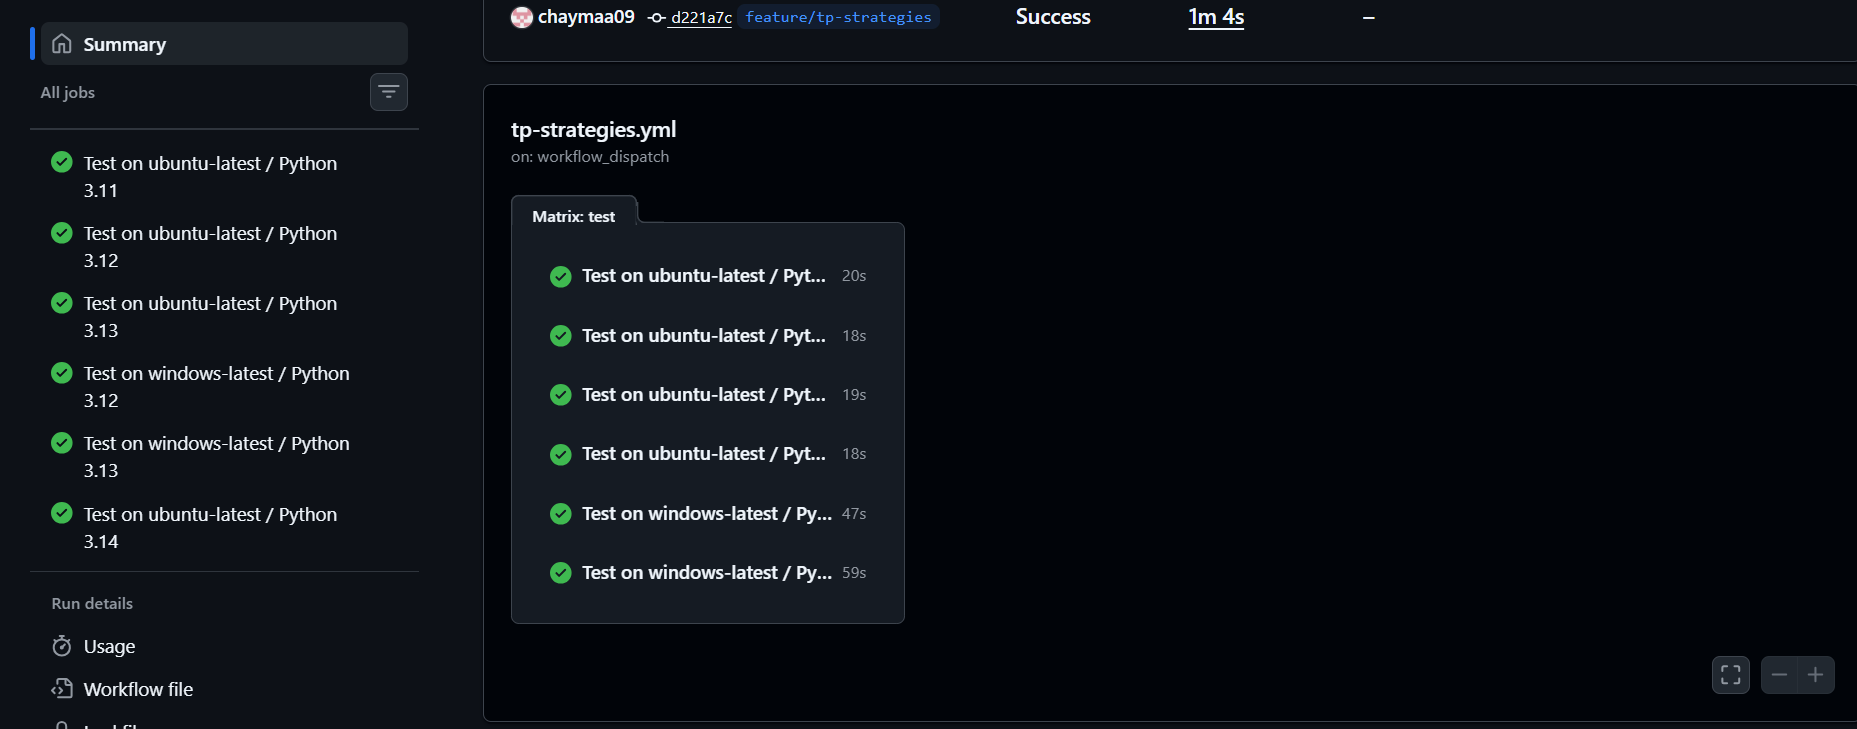 Summary
All jobs
Test on ubuntu-latest / Python
3.11
Test on ubuntu-latest / Python
3.12
Test on ubuntu-latest / Python
3.13
Test on windows-latest / Python
3.12
Test on windows-latest / Python
3.13
Test on ubuntu-latest / Python
3.14
Run details
Usage
Workflow file
chaymaa09 d221a7c feature/tp-strategies Success 1m 4s –
tp-strategies.yml
on: workflow_dispatch
Matrix: test
Test on ubuntu-latest / Pyt... 20s
Test on ubuntu-latest / Pyt... 18s
Test on ubuntu-latest / Pyt... 19s
Test on ubuntu-latest / Pyt... 18s
Test on windows-latest / Py... 47s
Test on windows-latest / Py... 59s